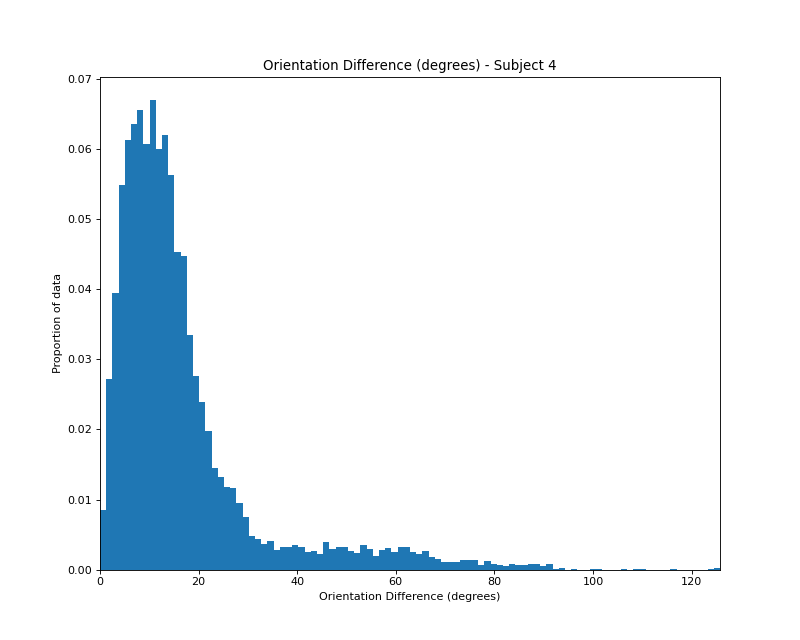 Orientation Difference (degrees) - Subject 4
0.07
0.06
0.05
0.04
0.03
0.02
0.01
0.00
Proportion of data
0 20 40 60 80 100 120
Orientation Difference (degrees)